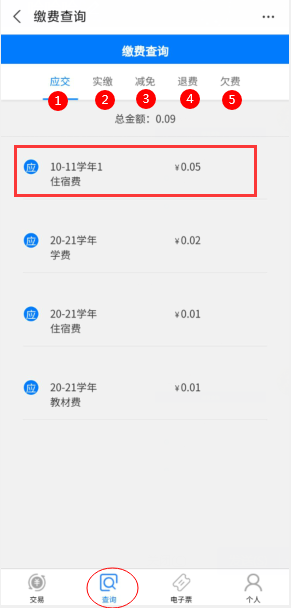 缴费查询
缴费查询
应交 实缴 减免 退费 欠费
1 2 3 4 5
总金额：0.09
应 10-11学年1 ¥0.05
住宿费
应 20-21学年 ¥0.02
学费
应 20-21学年 ¥0.01
住宿费
应 20-21学年 ¥0.01
教材费
交易 查询 电子票 个人